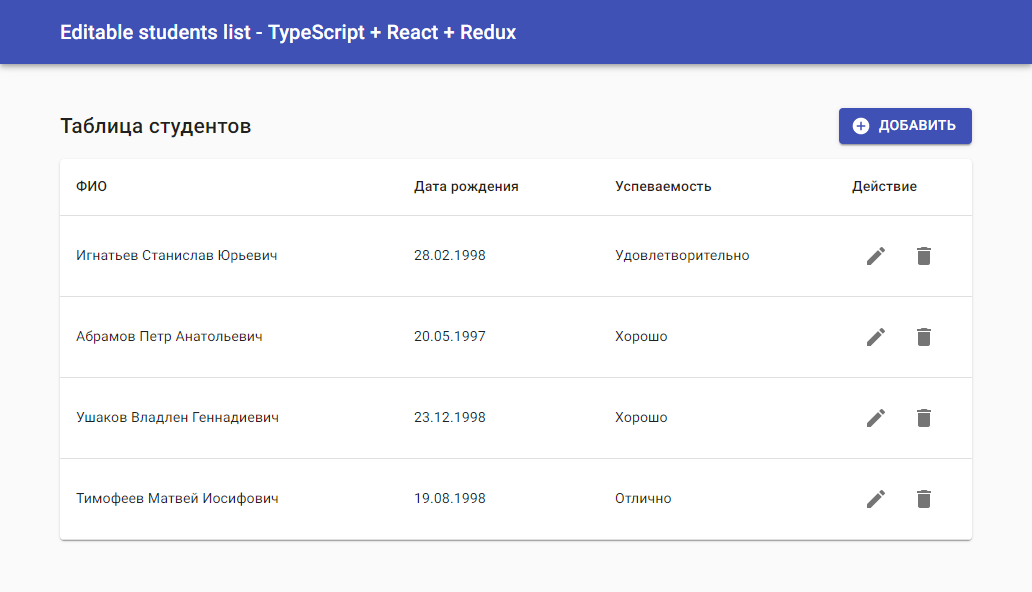 Editable students list - TypeScript + React + Redux
Таблица студентов ДОБАВИТЬ
ФИО Дата рождения Успеваемость Действие
Игнатьев Станислав Юрьевич 28.02.1998 Удовлетворительно
Абрамов Петр Анатольевич 20.05.1997 Хорошо
Ушаков Владлен Геннадиевич 23.12.1998 Хорошо
Тимофеев Матвей Иосифович 19.08.1998 Отлично